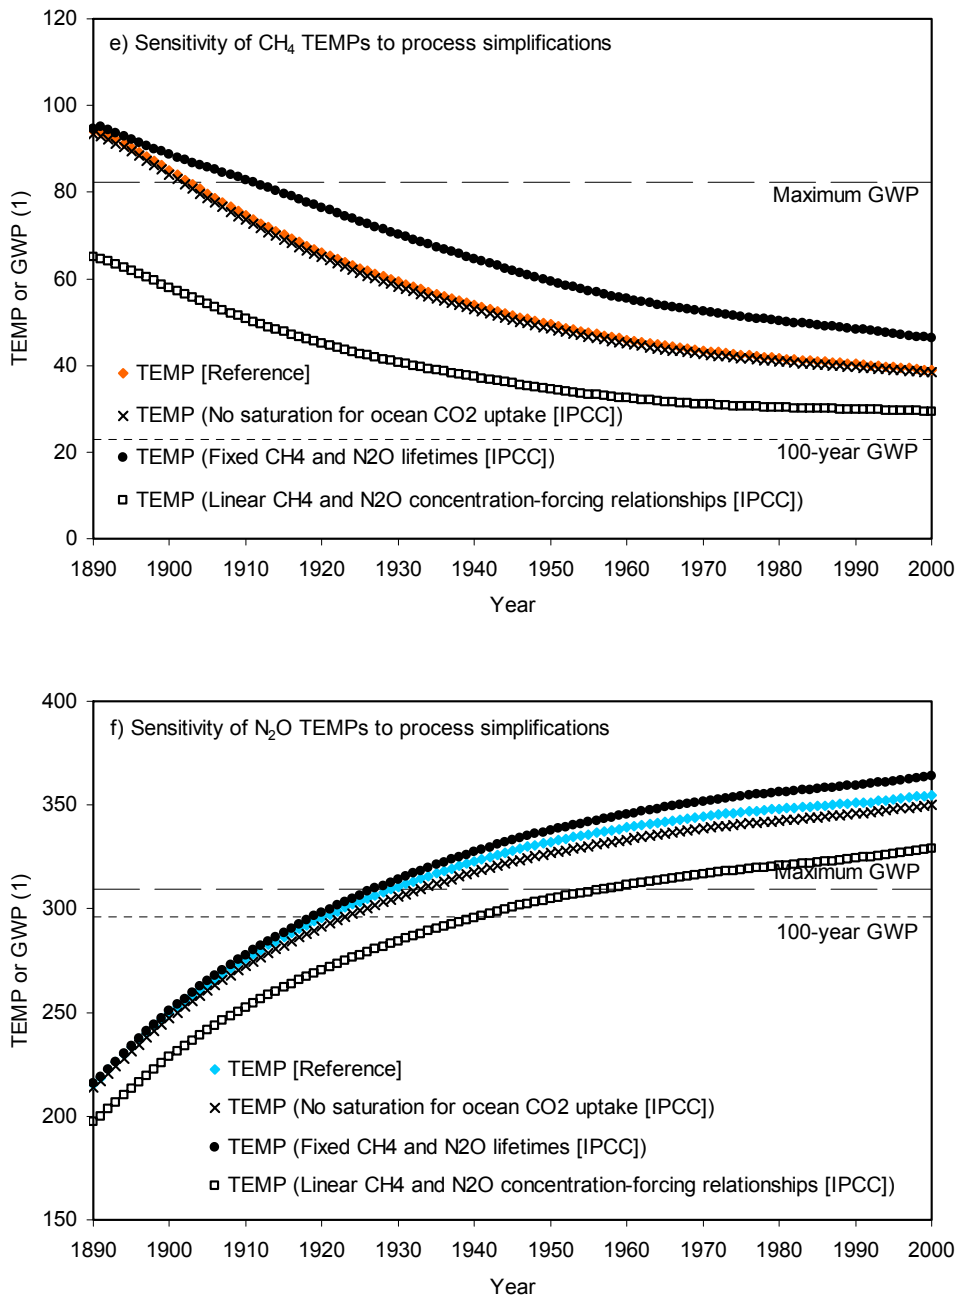 e) Sensitivity of CH₄ TEMPs to process simplifications
120
100
80
60
40
20
0
TEMP or GWP (1)
Maximum GWP
TEMP [Reference]
TEMP (No saturation for ocean CO2 uptake [IPCC])
100-year GWP
TEMP (Fixed CH4 and N2O lifetimes [IPCC])
TEMP (Linear CH4 and N2O concentration-forcing relationships [IPCC])
1890 1900 1910 1920 1930 1940 1950 1960 1970 1980 1990 2000
Year
f) Sensitivity of N₂O TEMPs to process simplifications
400
350
300
250
200
150
TEMP or GWP (1)
Maximum GWP
100-year GWP
TEMP [Reference]
TEMP (No saturation for ocean CO2 uptake [IPCC])
TEMP (Fixed CH4 and N2O lifetimes [IPCC])
TEMP (Linear CH4 and N2O concentration-forcing relationships [IPCC])
1890 1900 1910 1920 1930 1940 1950 1960 1970 1980 1990 2000
Year